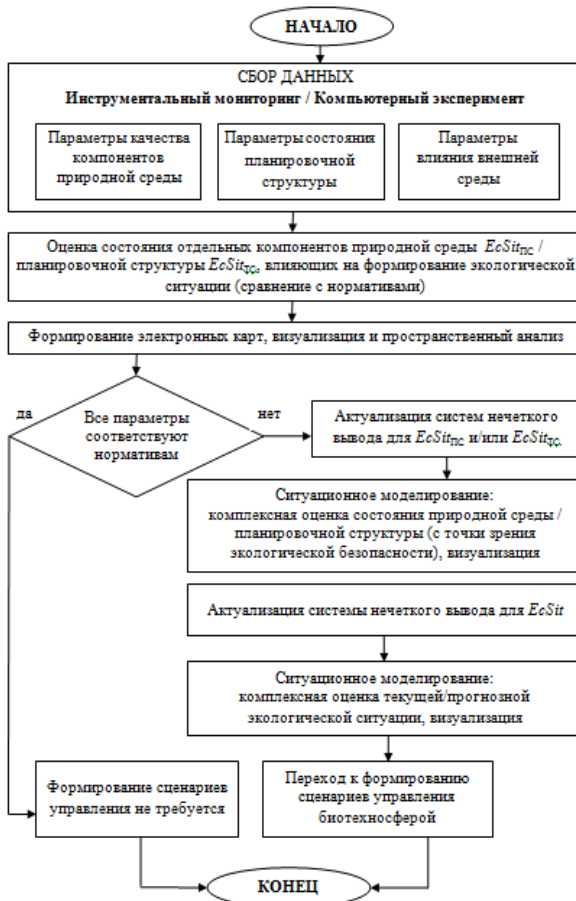 НАЧАЛО
СБОР ДАННЫХ
Инструментальный мониторинг / Компьютерный эксперимент
Параметры качества
компонентов
природной среды
Параметры состояния
планировочной
структуры
Параметры
влияния внешней
среды
Оценка состояния отдельных компонентов природной среды EcSitПС /
планировочной структуры EcSitТС, влияющих на формирование экологической
ситуации (сравнение с нормативами)
Формирование электронных карт, визуализация и пространственный анализ
да
Все параметры
соответствуют
нормативам
нет
Актуализация систем нечеткого
вывода для EcSitПС и/или EcSitТС.
Ситуационное моделирование:
комплексная оценка состояния природной среды /
планировочной структуры (с точки зрения
экологической безопасности), визуализация
Актуализация системы нечеткого вывода для EcSit
Ситуационное моделирование:
комплексная оценка текущей/прогнозной
экологической ситуации, визуализация
Формирование сценариев
управления не требуется
Переход к формированию
сценариев управления
биотехносферой
КОНЕЦ